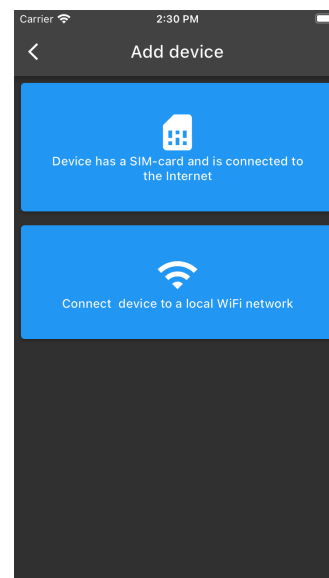 Carrier 2:30 PM
Add device
Device has a SIM-card and is connected to
the Internet
Connect  device to a local WiFi network